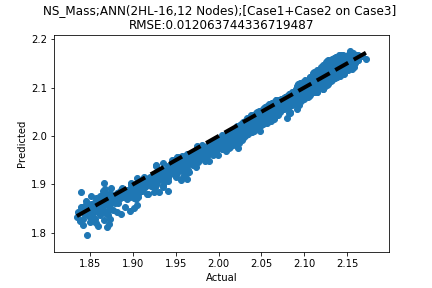 NS_Mass;ANN(2HL-16,12 Nodes);[Case1+Case2 on Case3]
RMSE:0.012063744336719487
2.2
2.1
2.0
1.9
1.8
Predicted
1.85 1.90 1.95 2.00 2.05 2.10 2.15
Actual